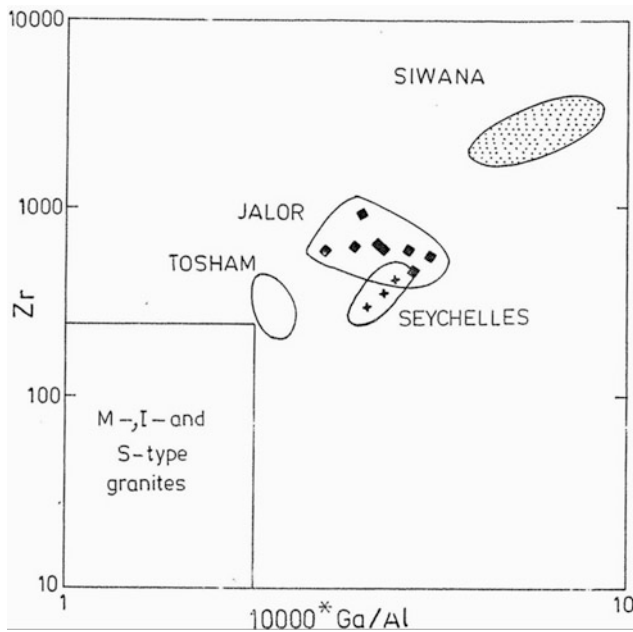 10000
SIWANA
1000
JALOR
TOSHAM
Zr
SEYCHELLES
100
M-,I- and
S-type
granites
10
1
10000*Ga/Al
10